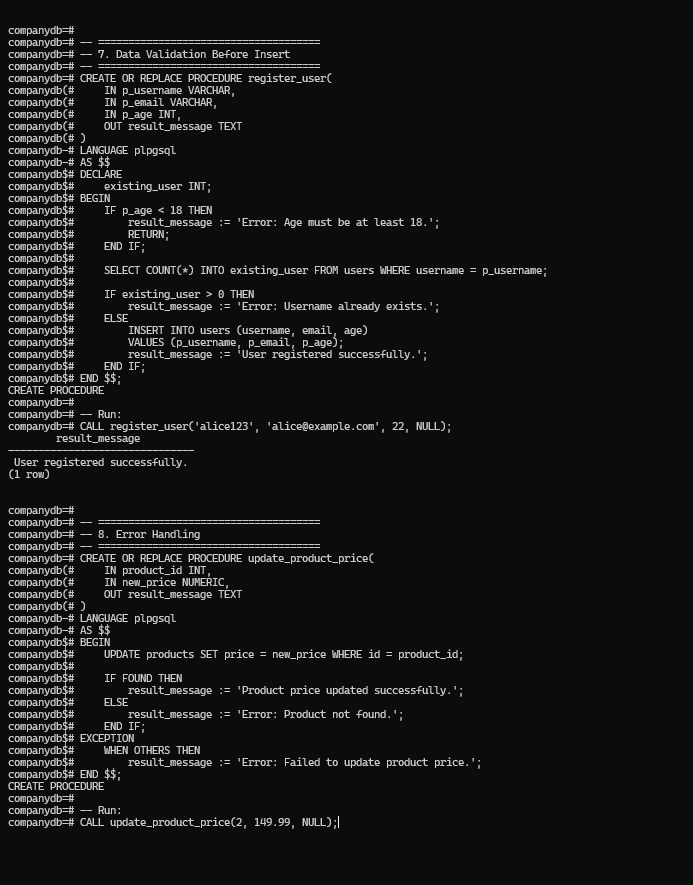 companydb=#
companydb=# -- =====================================
companydb=# -- 7. Data Validation Before Insert
companydb=# -- =====================================
companydb=# CREATE OR REPLACE PROCEDURE register_user(
companydb(#     IN p_username VARCHAR,
companydb(#     IN p_email VARCHAR,
companydb(#     IN p_age INT,
companydb(#     OUT result_message TEXT
companydb(# )
companydb-# LANGUAGE plpgsql
companydb-# AS $$
companydb$# DECLARE
companydb$#     existing_user INT;
companydb$# BEGIN
companydb$#     IF p_age < 18 THEN
companydb$#         result_message := 'Error: Age must be at least 18.';
companydb$#         RETURN;
companydb$#     END IF;
companydb$#
companydb$#     SELECT COUNT(*) INTO existing_user FROM users WHERE username = p_username;
companydb$#
companydb$#     IF existing_user > 0 THEN
companydb$#         result_message := 'Error: Username already exists.';
companydb$#     ELSE
companydb$#         INSERT INTO users (username, email, age)
companydb$#         VALUES (p_username, p_email, p_age);
companydb$#         result_message := 'User registered successfully.';
companydb$#     END IF;
companydb$# END $$;
CREATE PROCEDURE
companydb=#
companydb=# -- Run:
companydb=# CALL register_user('alice123', 'alice@example.com', 22, NULL);
        result_message
-------------------------------
 User registered successfully.
(1 row)


companydb=#
companydb=# -- =====================================
companydb=# -- 8. Error Handling
companydb=# -- =====================================
companydb=# CREATE OR REPLACE PROCEDURE update_product_price(
companydb(#     IN product_id INT,
companydb(#     IN new_price NUMERIC,
companydb(#     OUT result_message TEXT
companydb(# )
companydb-# LANGUAGE plpgsql
companydb-# AS $$
companydb$# BEGIN
companydb$#     UPDATE products SET price = new_price WHERE id = product_id;
companydb$#
companydb$#     IF FOUND THEN
companydb$#         result_message := 'Product price updated successfully.';
companydb$#     ELSE
companydb$#         result_message := 'Error: Product not found.';
companydb$#     END IF;
companydb$# EXCEPTION
companydb$#     WHEN OTHERS THEN
companydb$#         result_message := 'Error: Failed to update product price.';
companydb$# END $$;
CREATE PROCEDURE
companydb=#
companydb=# -- Run:
companydb=# CALL update_product_price(2, 149.99, NULL);